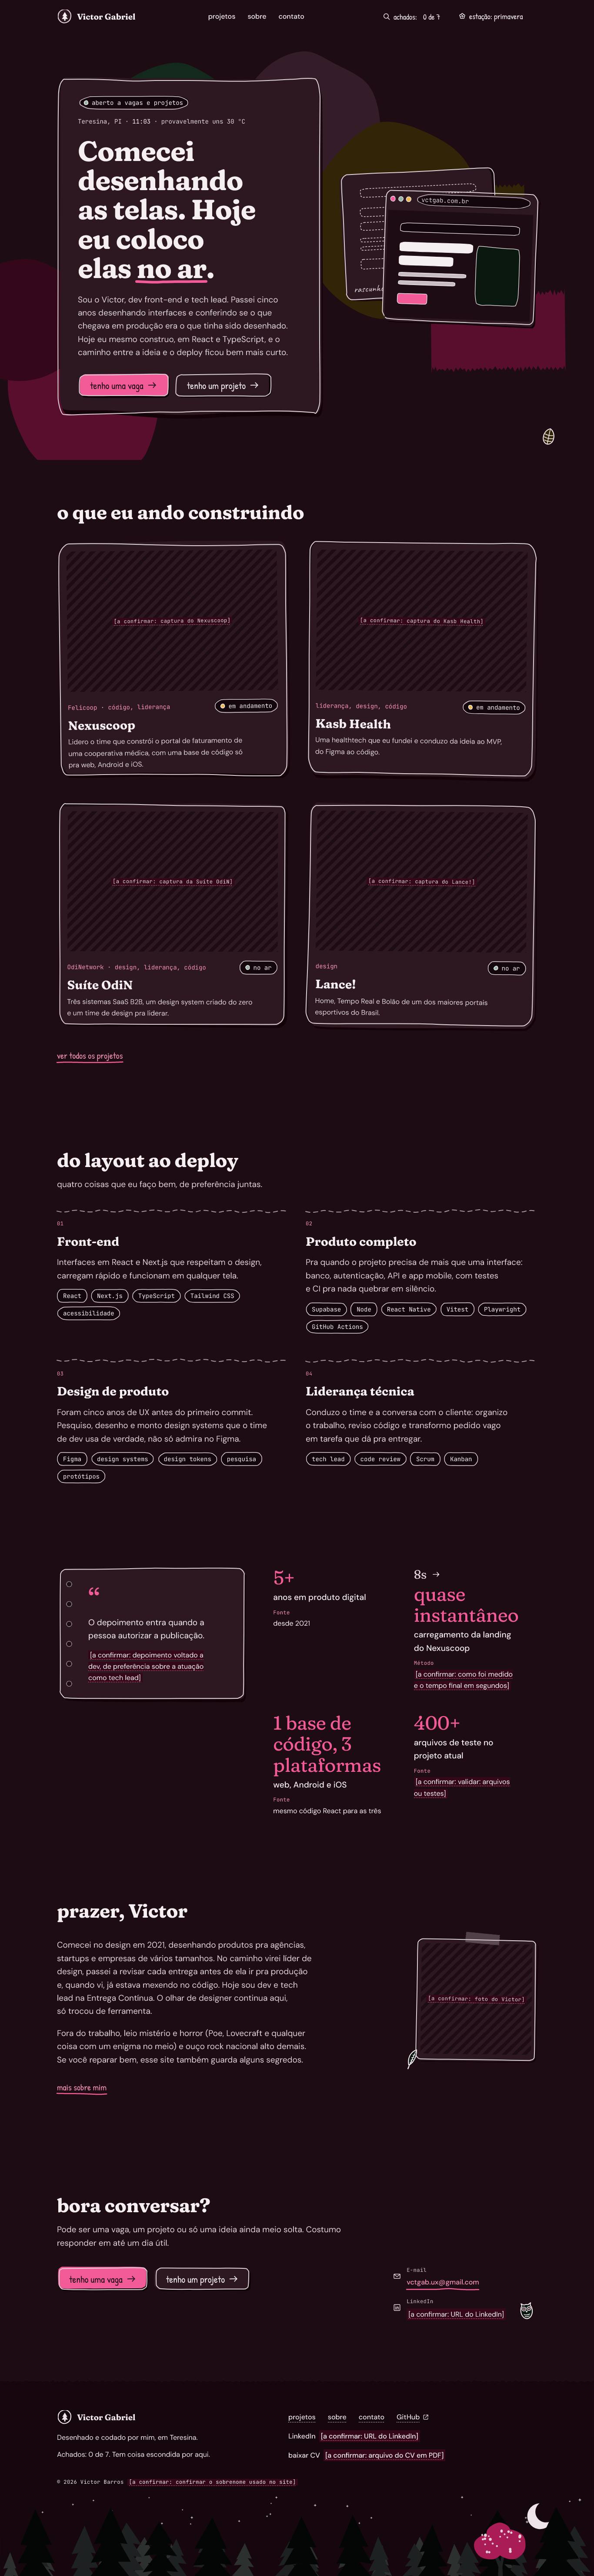 Victor Gabriel
projetos sobre contato
achados: 0 de 7
estação: primavera
aberto a vagas e projetos
Teresina, PI · 11:03 · provavelmente uns 30 °C
Comecei
desenhando
as telas. Hoje
eu coloco
elas no ar.
Sou o Victor, dev front-end e tech lead. Passei cinco
anos desenhando interfaces e conferindo se o que
chegava em produção era o que tinha sido desenhado.
Hoje eu mesmo construo, em React e TypeScript, e o
caminho entre a ideia e o deploy ficou bem mais curto.
tenho uma vaga
tenho um projeto
vctgab.com.br
o que eu ando construindo
[a confirmar: captura do Nexuscoop]
Felicoop · código, liderança
em andamento
Nexuscoop
Lidero o time que constrói o portal de faturamento de
uma cooperativa médica, com uma base de código só
pra web, Android e iOS.
[a confirmar: captura do Kasb Health]
liderança, design, código
em andamento
Kasb Health
Uma healthtech que eu fundei e conduzo da ideia ao MVP,
do Figma ao código.
[a confirmar: captura da Suíte OdiN]
OdiNetwork · design, liderança, código
no ar
Suíte OdiN
Três sistemas SaaS B2B, um design system criado do zero
e um time de design pra liderar.
[a confirmar: captura do Lance!]
design
no ar
Lance!
Home, Tempo Real e Bolão de um dos maiores portais
esportivos do Brasil.
ver todos os projetos
do layout ao deploy
quatro coisas que eu faço bem, de preferência juntas.
01
Front-end
Interfaces em React e Next.js que respeitam o design,
carregam rápido e funcionam em qualquer tela.
React Next.js TypeScript Tailwind CSS
acessibilidade
02
Produto completo
Pra quando o projeto precisa de mais que uma interface:
banco, autenticação, API e app mobile, com testes
e CI pra nada quebrar em silêncio.
Supabase Node React Native Vitest Playwright
GitHub Actions
03
Design de produto
Foram cinco anos de UX antes do primeiro commit.
Pesquiso, desenho e monto design systems que o time
de dev usa de verdade, não só admira no Figma.
Figma design systems design tokens pesquisa
protótipos
04
Liderança técnica
Conduzo o time e a conversa com o cliente: organizo
o trabalho, reviso código e transformo pedido vago
em tarefa que dá pra entregar.
tech lead code review Scrum Kanban
“
O depoimento entra quando a
pessoa autorizar a publicação.
[a confirmar: depoimento voltado a
dev, de preferência sobre a atuação
como tech lead]
5+
anos em produto digital
Fonte
desde 2021
8s →
quase
instantâneo
carregamento da landing
do Nexuscoop
Método
[a confirmar: como foi medido
e o tempo final em segundos]
1 base de
código, 3
plataformas
web, Android e iOS
Fonte
mesmo código React para as três
400+
arquivos de teste no
projeto atual
Fonte
[a confirmar: validar: arquivos
ou testes]
prazer, Victor
Comecei no design em 2021, desenhando produtos pra agências,
startups e empresas de vários tamanhos. No caminho virei líder de
design, passei a revisar cada entrega antes de ela ir pra produção
e, quando vi, já estava mexendo no código. Hoje sou dev e tech
lead na Entrega Contínua. O olhar de designer continua aqui,
só trocou de ferramenta.
Fora do trabalho, leio mistério e horror (Poe, Lovecraft e qualquer
coisa com um enigma no meio) e ouço rock nacional alto demais.
Se você reparar bem, esse site também guarda alguns segredos.
mais sobre mim
[a confirmar: foto do Victor]
bora conversar?
Pode ser uma vaga, um projeto ou só uma ideia ainda meio solta. Costumo
responder em até um dia útil.
tenho uma vaga
tenho um projeto
E-mail
vctgab.ux@gmail.com
LinkedIn
[a confirmar: URL do LinkedIn]
Victor Gabriel
Desenhado e codado por mim, em Teresina.
Achados: 0 de 7. Tem coisa escondida por aqui.
projetos sobre contato GitHub
LinkedIn [a confirmar: URL do LinkedIn]
baixar CV [a confirmar: arquivo do CV em PDF]
© 2026 Victor Barros [a confirmar: confirmar o sobrenome usado no site]